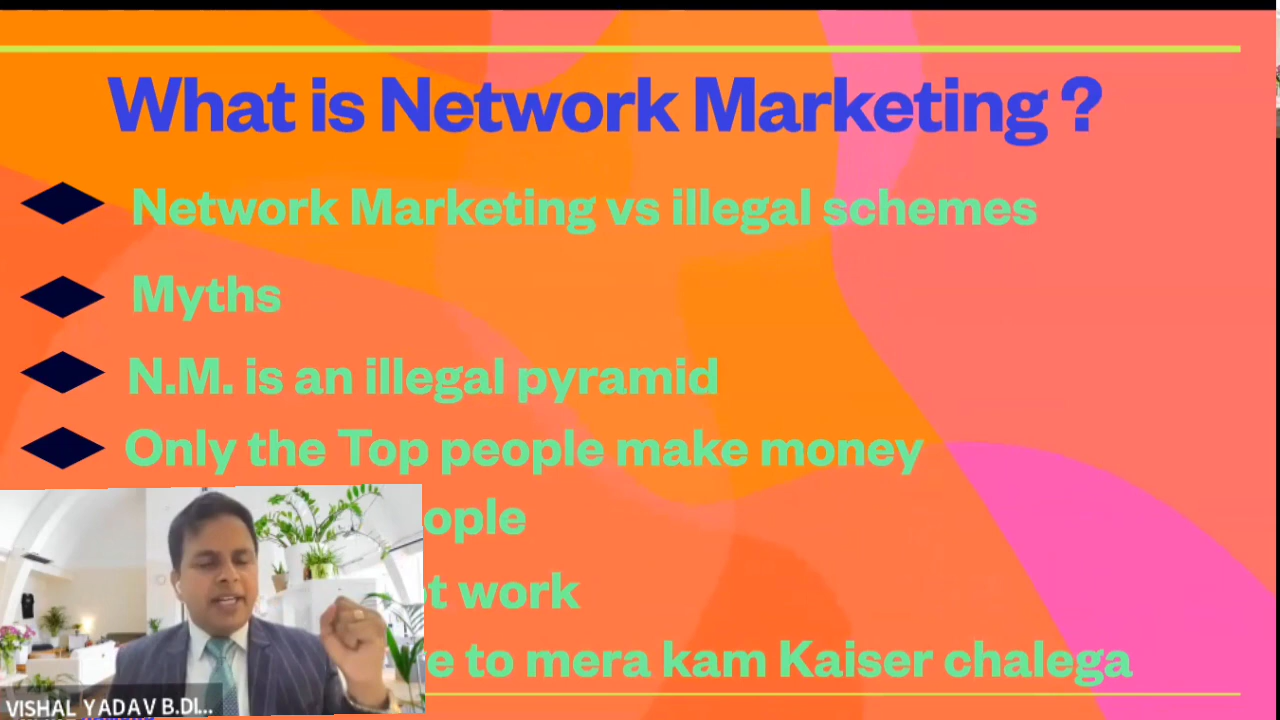 What is Network Marketing ?
Network Marketing vs illegal schemes
Myths
N.M. is an illegal pyramid
Only the Top people make money
ople
t work
e to mera kam Kaiser chalega
VISHAL YADAV B.DI...